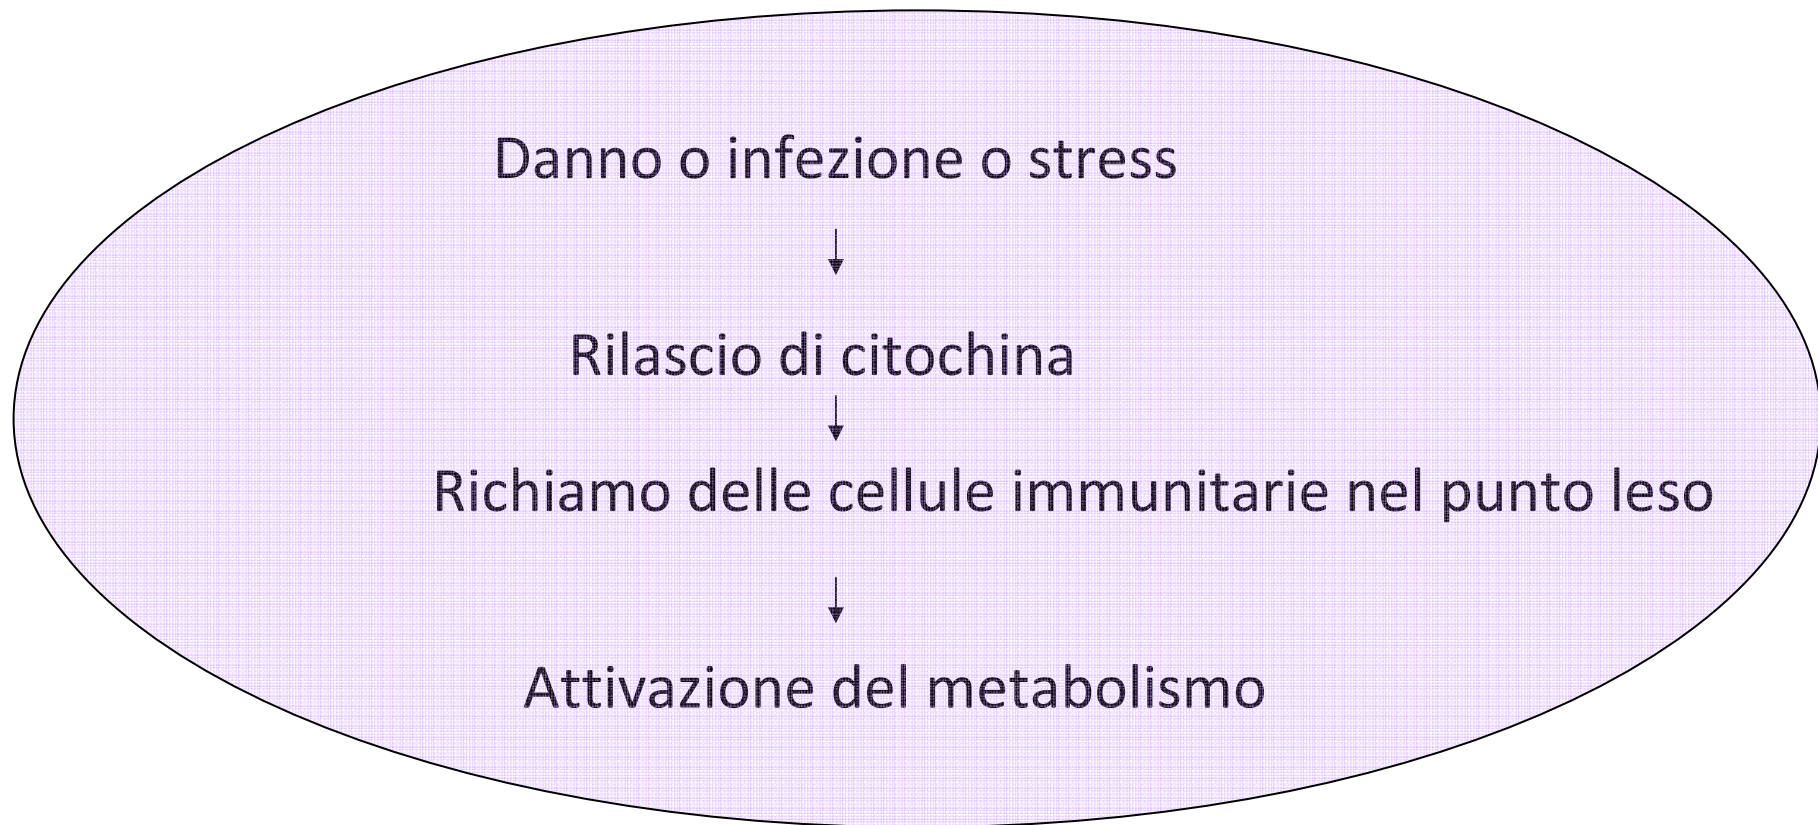 Danno o infezione o stress
Rilascio di citochina
Richiamo delle cellule immunitarie nel punto leso
Attivazione del metabolismo